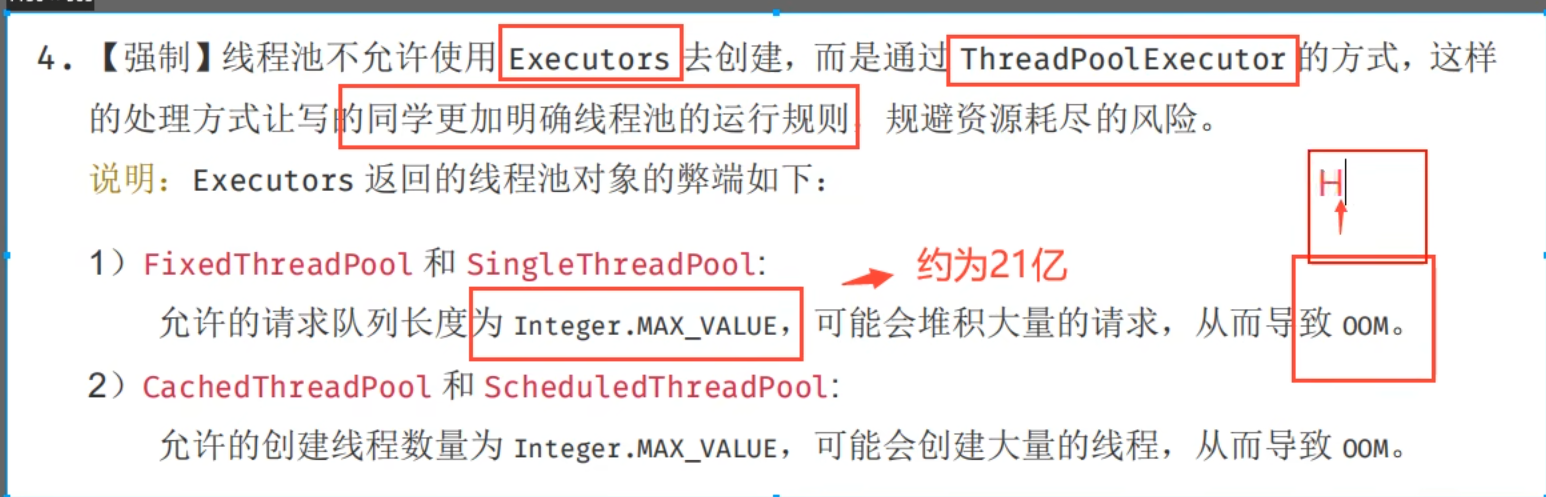 4. 【强制】线程池不允许使用 Executors 去创建，而是通过 ThreadPoolExecutor 的方式，这样
的处理方式让写的同学更加明确线程池的运行规则，规避资源耗尽的风险。
说明：Executors 返回的线程池对象的弊端如下：
H
1）FixedThreadPool 和 SingleThreadPool:
约为21亿
允许的请求队列长度为 Integer.MAX_VALUE，可能会堆积大量的请求，从而导致 OOM。
2）CachedThreadPool 和 ScheduledThreadPool:
允许的创建线程数量为 Integer.MAX_VALUE，可能会创建大量的线程，从而导致 OOM。